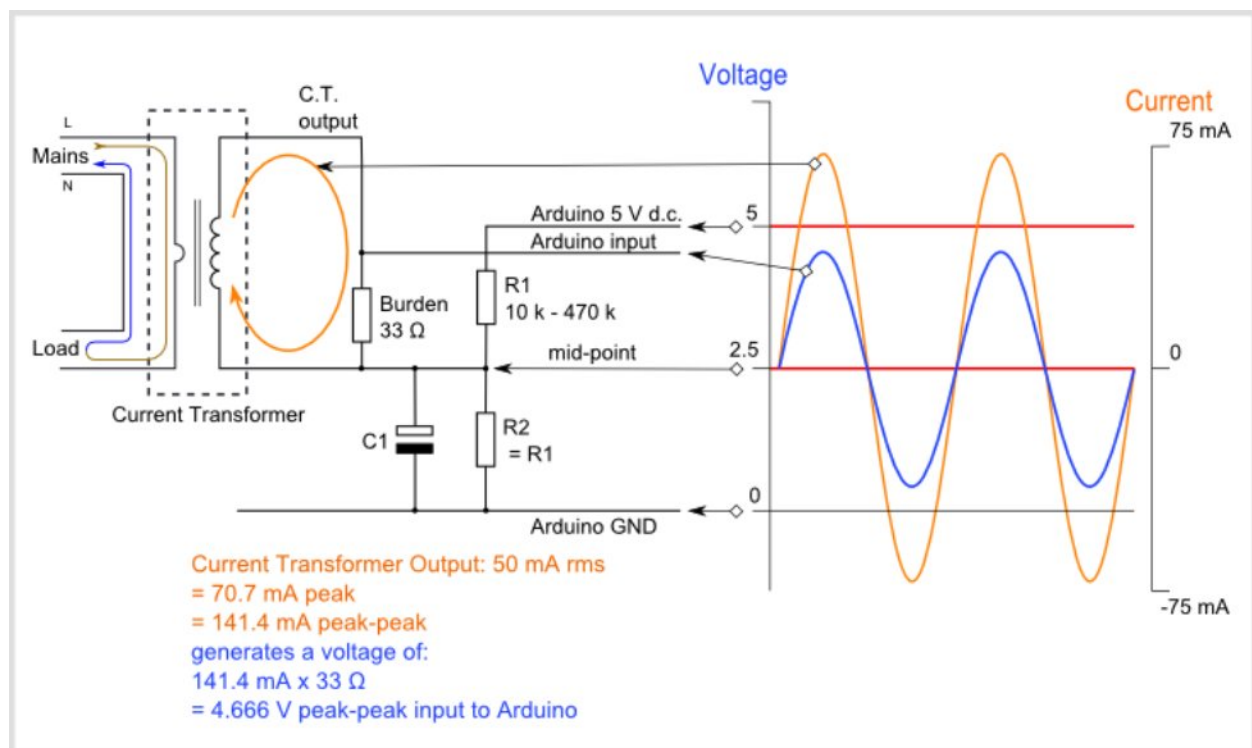 Voltage
Current
C.T.
output
L
Mains
N
Load
75 mA
Arduino 5 V d.c.
5
Arduino input
R1
10 k - 470 k
Burden
33 Ω
mid-point
2.5
0
Current Transformer
C1
R2
= R1
0
Arduino GND
-75 mA
Current Transformer Output: 50 mA rms
= 70.7 mA peak
= 141.4 mA peak-peak
generates a voltage of:
141.4 mA x 33 Ω
= 4.666 V peak-peak input to Arduino